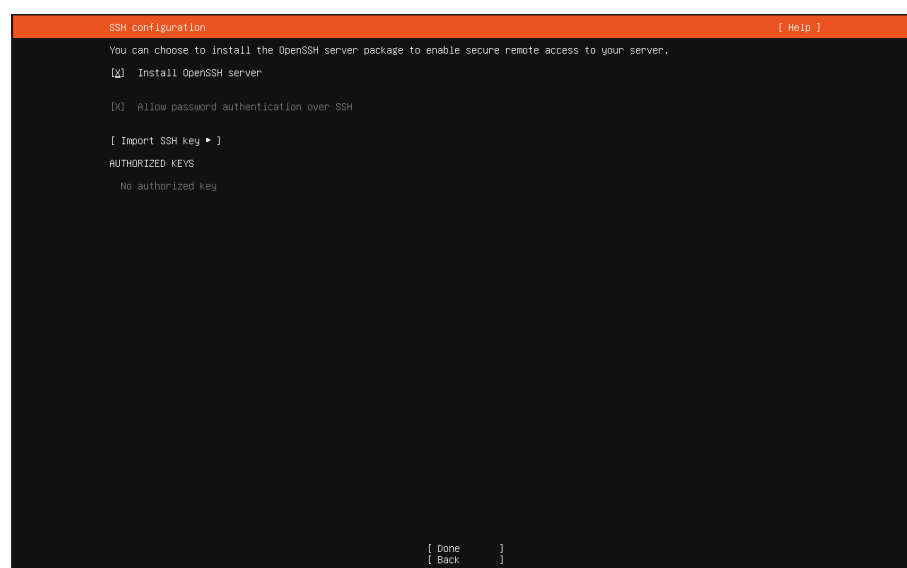 SSH configuration [ Help ]
You can choose to install the OpenSSH server package to enable secure remote access to your server.
[X] Install OpenSSH server
[X] Allow password authentication over SSH
[ Import SSH key ► ]
AUTHORIZED KEYS
No authorized key
[ Done ]
[ Back ]